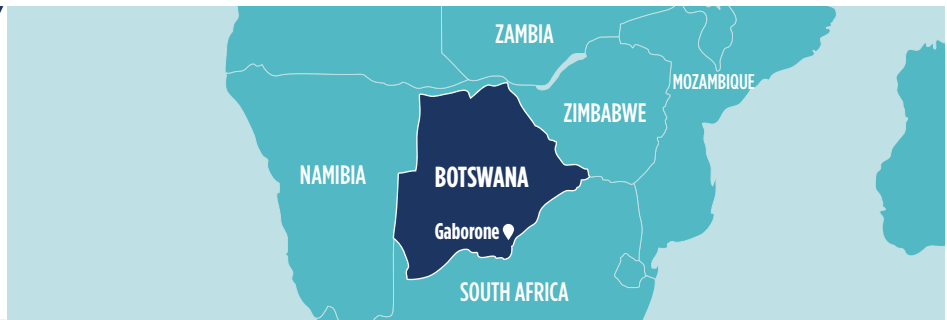 ZAMBIA
MOZAMBIQUE
ZIMBABWE
NAMIBIA
BOTSWANA
Gaborone
SOUTH AFRICA